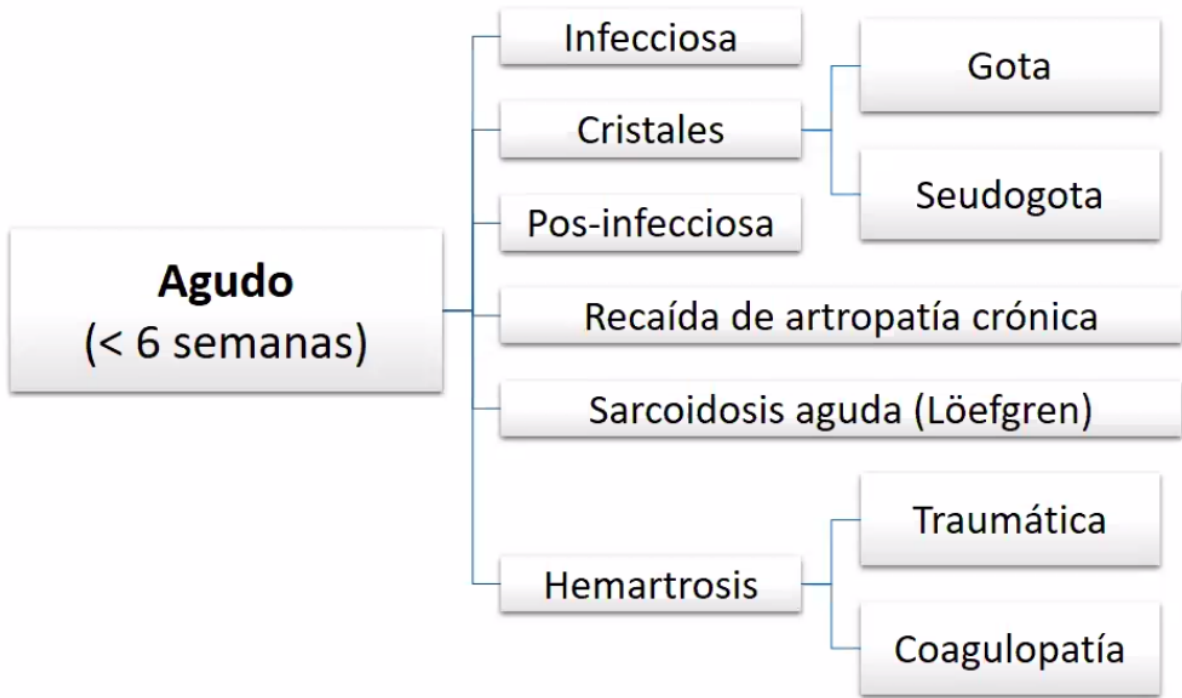 Agudo
(< 6 semanas)
Infecciosa
Cristales
Gota
Seudogota
Pos-infecciosa
Recaída de artropatía crónica
Sarcoidosis aguda (Löefgren)
Hemartrosis
Traumática
Coagulopatía